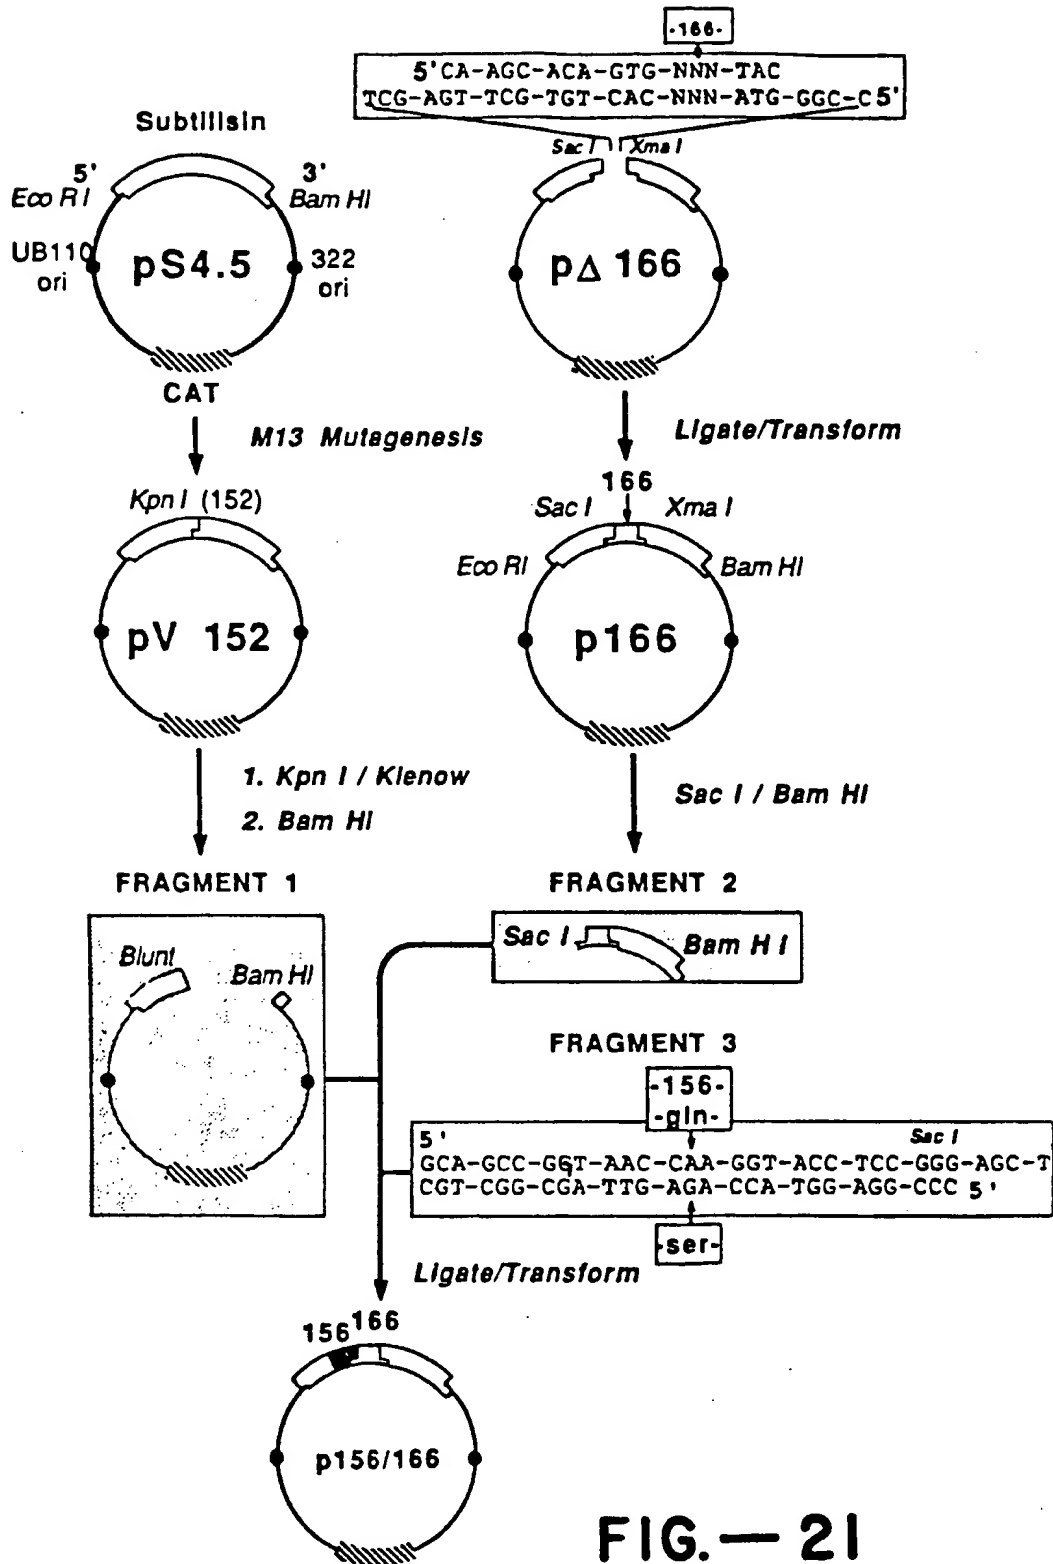 -166-
5'CA-AGC-ACA-GTG-NNN-TAC
TCG-AGT-TCG-TGT-CAC-NNN-ATG-GGC-C5'
Subtilisin
5'
3'
Eco RI
Bam HI
UB110
ori
pS4.5
322
ori
CAT
Sac I
Xma I
p∆ 166
M13 Mutagenesis
Ligate/Transform
Kpn I (152)
pV 152
166
Sac I
Xma I
Eco RI
Bam HI
p166
1. Kpn I / Klenow
2. Bam HI
Sac I / Bam HI
FRAGMENT 1
Blunt
Bam HI
FRAGMENT 2
Sac I
Bam H I
FRAGMENT 3
-156-
-gln-
5'
Sac I
GCA-GCC-GGT-AAC-CAA-GGT-ACC-TCC-GGG-AGC-T
CGT-CGG-CGA-TTG-AGA-CCA-TGG-AGG-CCC 5'
-ser-
Ligate/Transform
156
166
p156/166
FIG.— 21